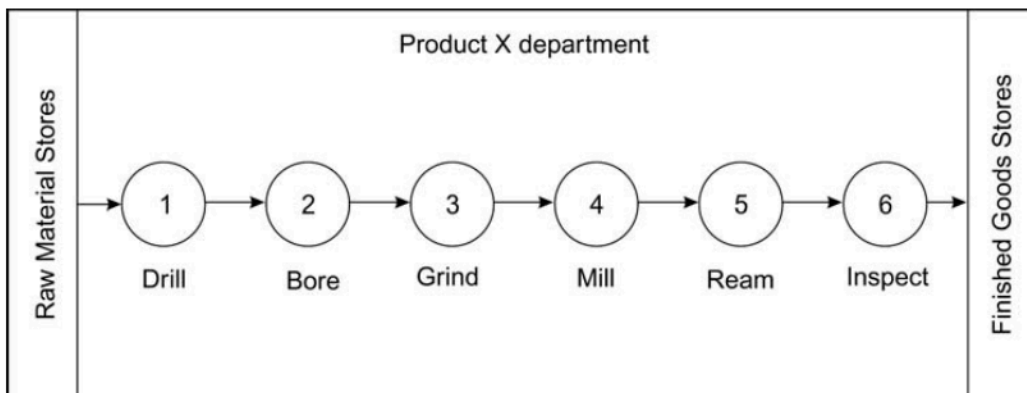 Raw Material Stores
Product X department
1
2
3
4
5
6
Drill
Bore
Grind
Mill
Ream
Inspect
Finished Goods Stores